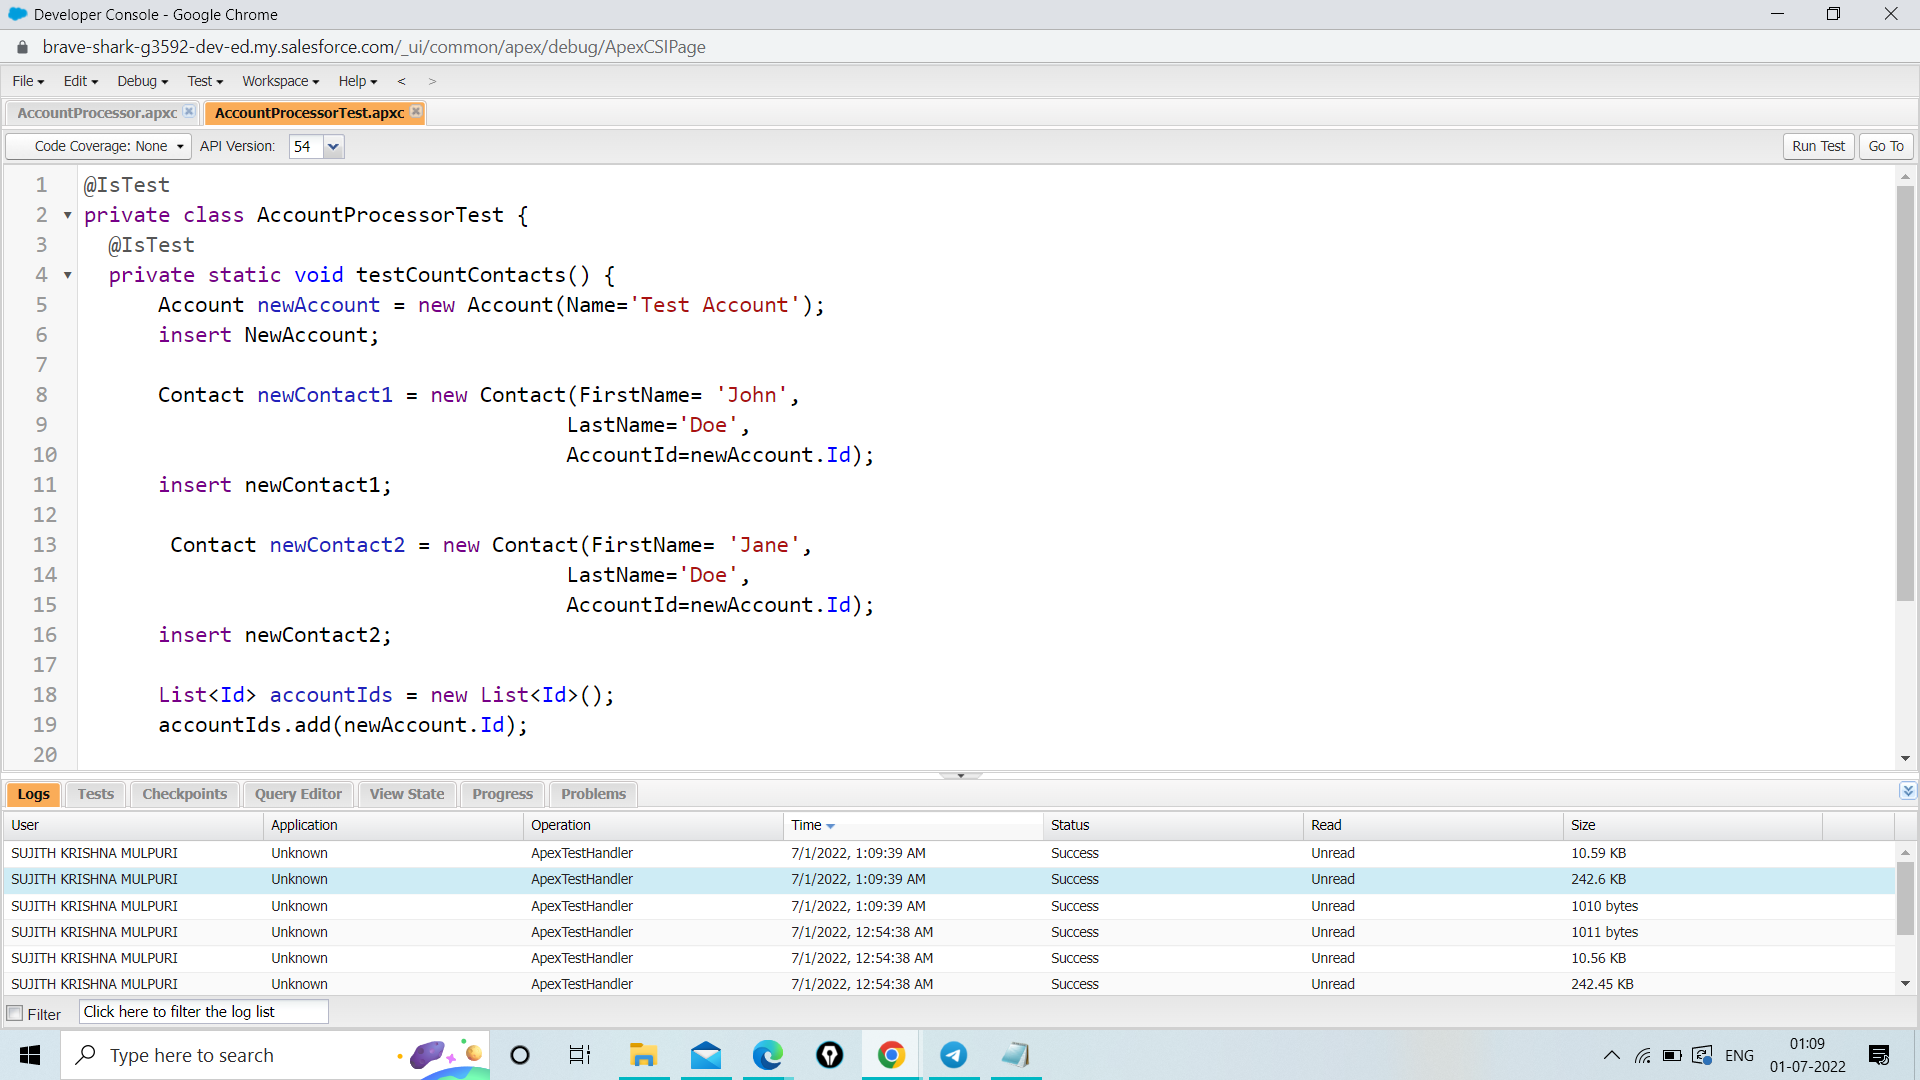 Developer Console - Google Chrome
brave-shark-g3592-dev-ed.my.salesforce.com/_ui/common/apex/debug/ApexCSIPage
File Edit Debug Test Workspace Help < >
AccountProcessor.apxc AccountProcessorTest.apxc
Code Coverage: None API Version: 54 Run Test Go To
1 @IsTest
2 private class AccountProcessorTest {
3 @IsTest
4 private static void testCountContacts() {
5 Account newAccount = new Account(Name='Test Account');
6 insert NewAccount;
7
8 Contact newContact1 = new Contact(FirstName= 'John',
9 LastName='Doe',
10 AccountId=newAccount.Id);
11 insert newContact1;
12
13 Contact newContact2 = new Contact(FirstName= 'Jane',
14 LastName='Doe',
15 AccountId=newAccount.Id);
16 insert newContact2;
17
18 List<Id> accountIds = new List<Id>();
19 accountIds.add(newAccount.Id);
20
Logs Tests Checkpoints Query Editor View State Progress Problems
User Application Operation Time Status Read Size
SUJITH KRISHNA MULPURI Unknown ApexTestHandler 7/1/2022, 1:09:39 AM Success Unread 10.59 KB
SUJITH KRISHNA MULPURI Unknown ApexTestHandler 7/1/2022, 1:09:39 AM Success Unread 242.6 KB
SUJITH KRISHNA MULPURI Unknown ApexTestHandler 7/1/2022, 1:09:39 AM Success Unread 1010 bytes
SUJITH KRISHNA MULPURI Unknown ApexTestHandler 7/1/2022, 12:54:38 AM Success Unread 1011 bytes
SUJITH KRISHNA MULPURI Unknown ApexTestHandler 7/1/2022, 12:54:38 AM Success Unread 10.56 KB
SUJITH KRISHNA MULPURI Unknown ApexTestHandler 7/1/2022, 12:54:38 AM Success Unread 242.45 KB
Filter Click here to filter the log list
Type here to search ENG 01:09
01-07-2022